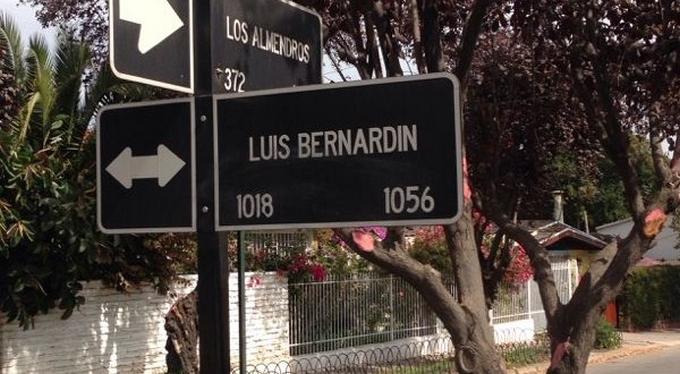 LOS ALMENDROS
372
LUIS BERNARDIN
1018 1056